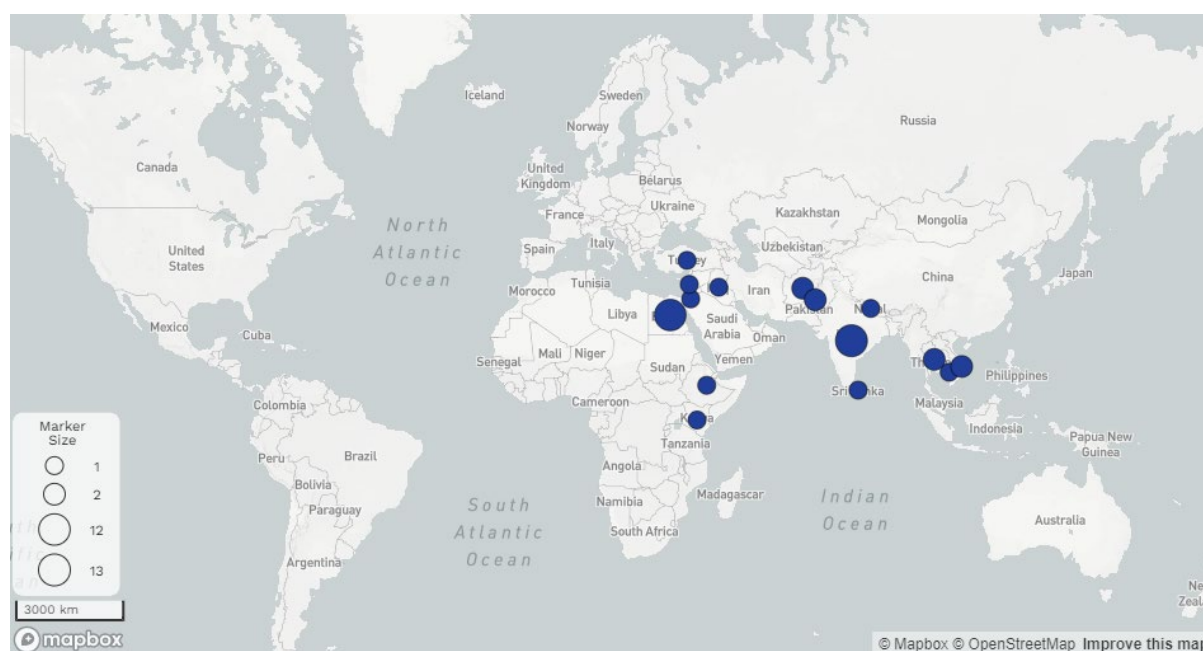 Iceland
Sweden
Russia
Norway
Canada
United
Kingdom
Belarus
North
Atlantic
Ocean
France
Ukraine
Kazakhstan
Mongolia
United
States
Spain
Italy
Uzbekistan
China
Japan
Morocco
Tunisia
Iran
Libya
Saudi
Arabia
Pakistan
Mexico
Cuba
Oman
Senegal
Mali
Niger
Sudan
Yemen
Philippines
Cameroon
Malaysia
Colombia
Tanzania
Indonesia
Papua New
Guinea
Peru
Brazil
Angola
Bolivia
Namibia
Madagascar
Indian
Ocean
Paraguay
South
Atlantic
Ocean
South Africa
Australia
Argentina
Marker
Size
1
2
12
13
3000 km
mapbox
© Mapbox © OpenStreetMap Improve this map